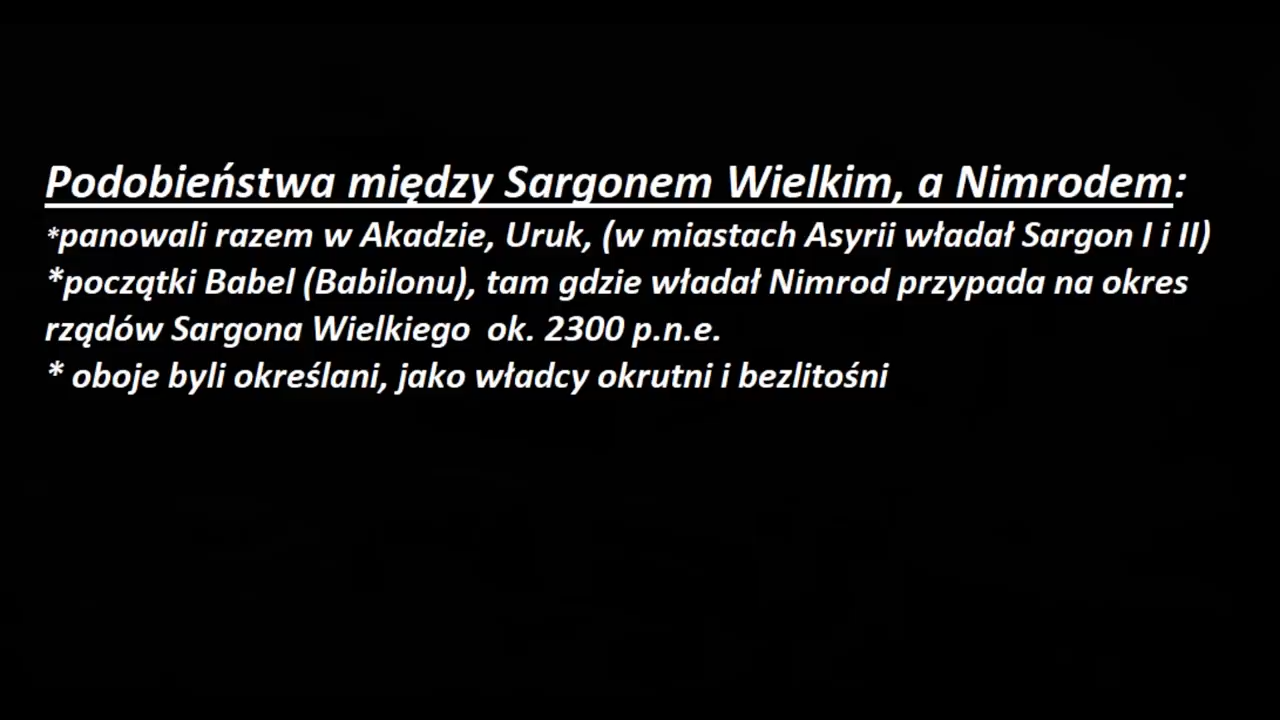 Podobieństwa między Sargonem Wielkim, a Nimrodem:
*panowali razem w Akadzie, Uruk, (w miastach Asyrii władał Sargon I i II)
*początki Babel (Babilonu), tam gdzie władał Nimrod przypada na okres
rządów Sargona Wielkiego ok. 2300 p.n.e.
* oboje byli określani, jako władcy okrutni i bezlitośni